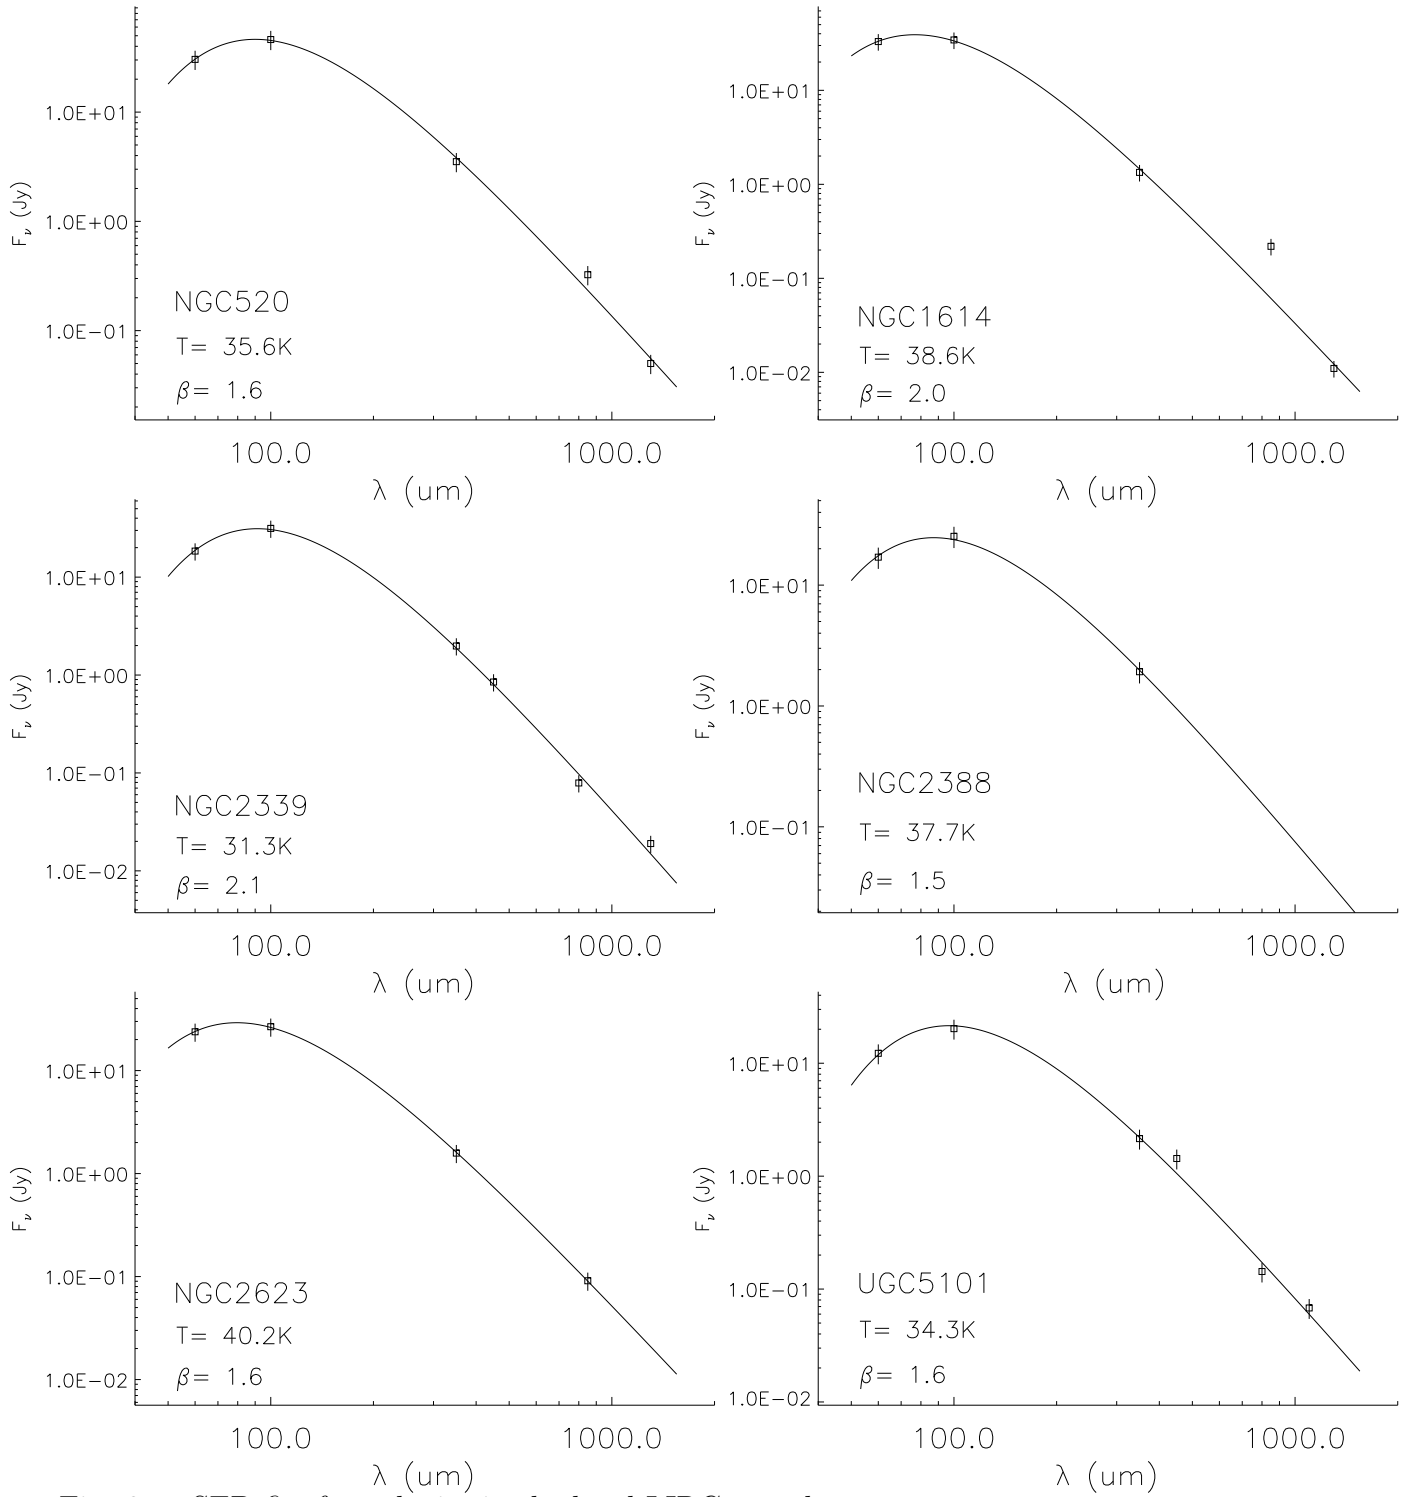 1.0E+01
1.0E+00
1.0E−01
F𝜈 (Jy)
NGC520
T= 35.6K
β= 1.6
100.0 1000.0
λ (um)
1.0E+01
1.0E+00
1.0E−01
1.0E−02
F𝜈 (Jy)
NGC1614
T= 38.6K
β= 2.0
100.0 1000.0
λ (um)
1.0E+01
1.0E+00
1.0E−01
1.0E−02
F𝜈 (Jy)
NGC2339
T= 31.3K
β= 2.1
100.0 1000.0
λ (um)
1.0E+01
1.0E+00
1.0E−01
F𝜈 (Jy)
NGC2388
T= 37.7K
β= 1.5
100.0 1000.0
λ (um)
1.0E+01
1.0E+00
1.0E−01
1.0E−02
F𝜈 (Jy)
NGC2623
T= 40.2K
β= 1.6
100.0 1000.0
λ (um)
1.0E+01
1.0E+00
1.0E−01
1.0E−02
F𝜈 (Jy)
UGC5101
T= 34.3K
β= 1.6
100.0 1000.0
λ (um)